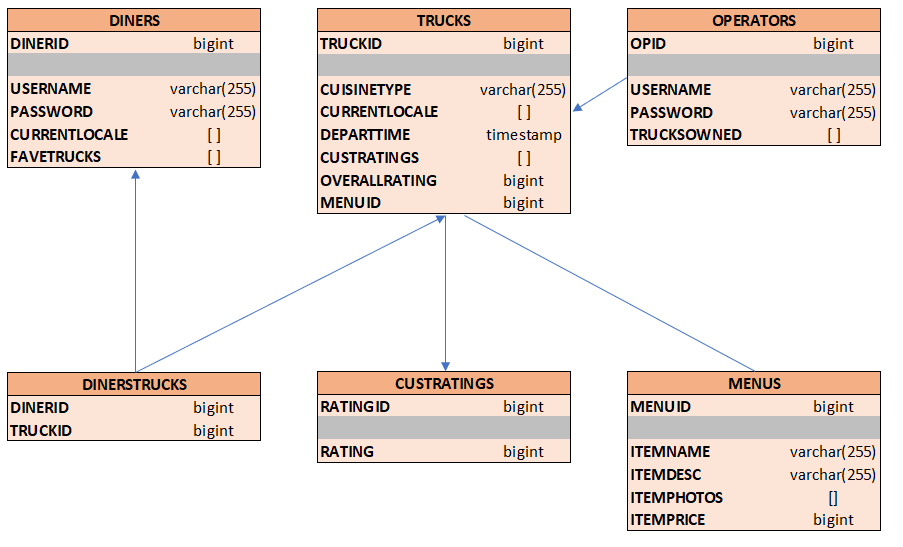 DINERS
DINERID bigint
USERNAME varchar(255)
PASSWORD varchar(255)
CURRENTLOCALE [ ]
FAVETRUCKS [ ]
TRUCKS
TRUCKID bigint
CUISINETYPE varchar(255)
CURRENTLOCALE [ ]
DEPARTTIME timestamp
CUSTRATINGS [ ]
OVERALLRATING bigint
MENUID bigint
OPERATORS
OPID bigint
USERNAME varchar(255)
PASSWORD varchar(255)
TRUCKSOWNED [ ]
DINERSTRUCKS
DINERID bigint
TRUCKID bigint
CUSTRATINGS
RATINGID bigint
RATING bigint
MENUS
MENUID bigint
ITEMNAME varchar(255)
ITEMDESC varchar(255)
ITEMPHOTOS []
ITEMPRICE bigint